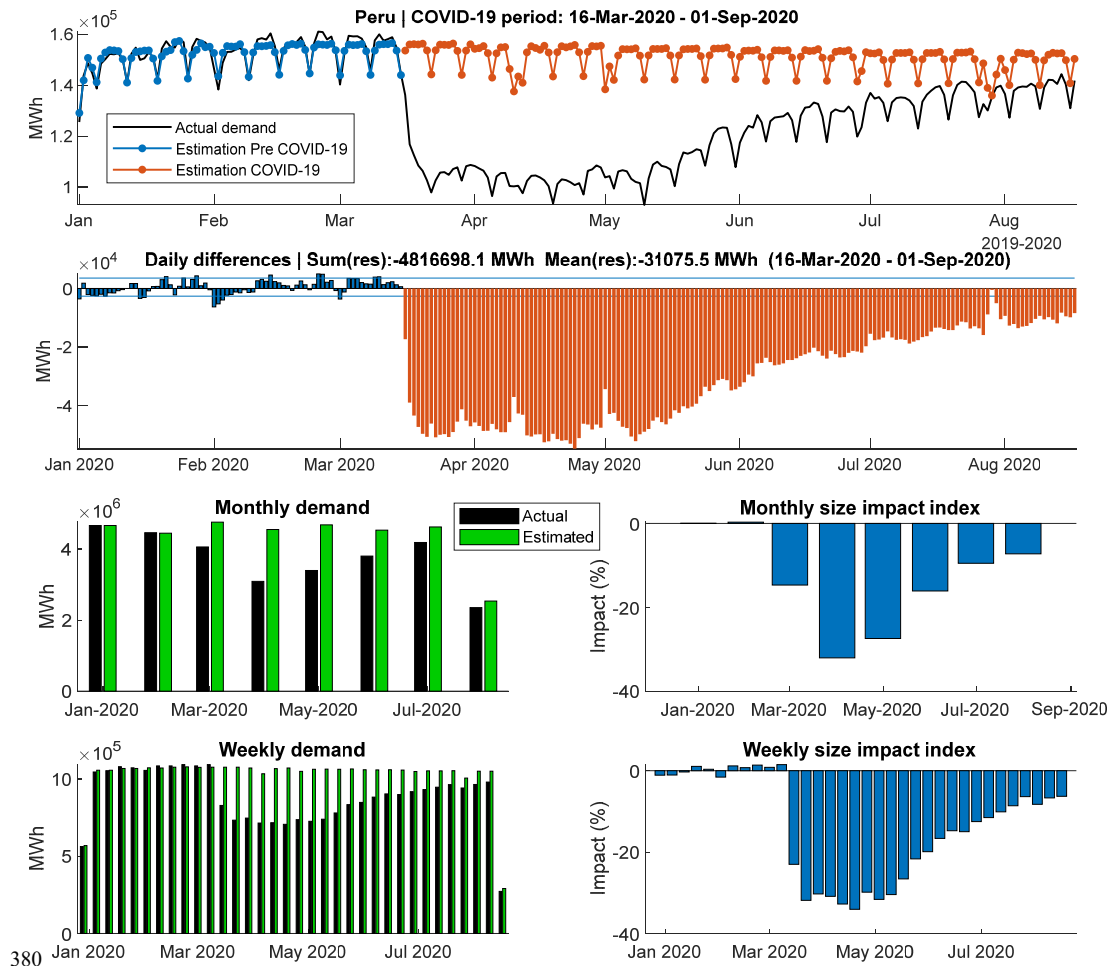 Peru | COVID-19 period: 16-Mar-2020 - 01-Sep-2020
×10^5
1.6
1.4
1.2
1
MWh
Actual demand
Estimation Pre COVID-19
Estimation COVID-19
Jan Feb Mar Apr May Jun Jul Aug
2019-2020
Daily differences | Sum(res):-4816698.1 MWh Mean(res):-31075.5 MWh (16-Mar-2020 - 01-Sep-2020)
×10^4
0
-2
-4
MWh
Jan 2020 Feb 2020 Mar 2020 Apr 2020 May 2020 Jun 2020 Jul 2020 Aug 2020
Monthly demand
×10^6
4
2
0
MWh
Actual
Estimated
Jan-2020 Mar-2020 May-2020 Jul-2020
Monthly size impact index
0
-20
-40
Impact (%)
Jan-2020 Mar-2020 May-2020 Jul-2020 Sep-2020
Weekly demand
×10^5
10
5
0
MWh
Jan 2020 Mar 2020 May 2020 Jul 2020
Weekly size impact index
0
-20
-40
Impact (%)
Jan 2020 Mar 2020 May 2020 Jul 2020
380